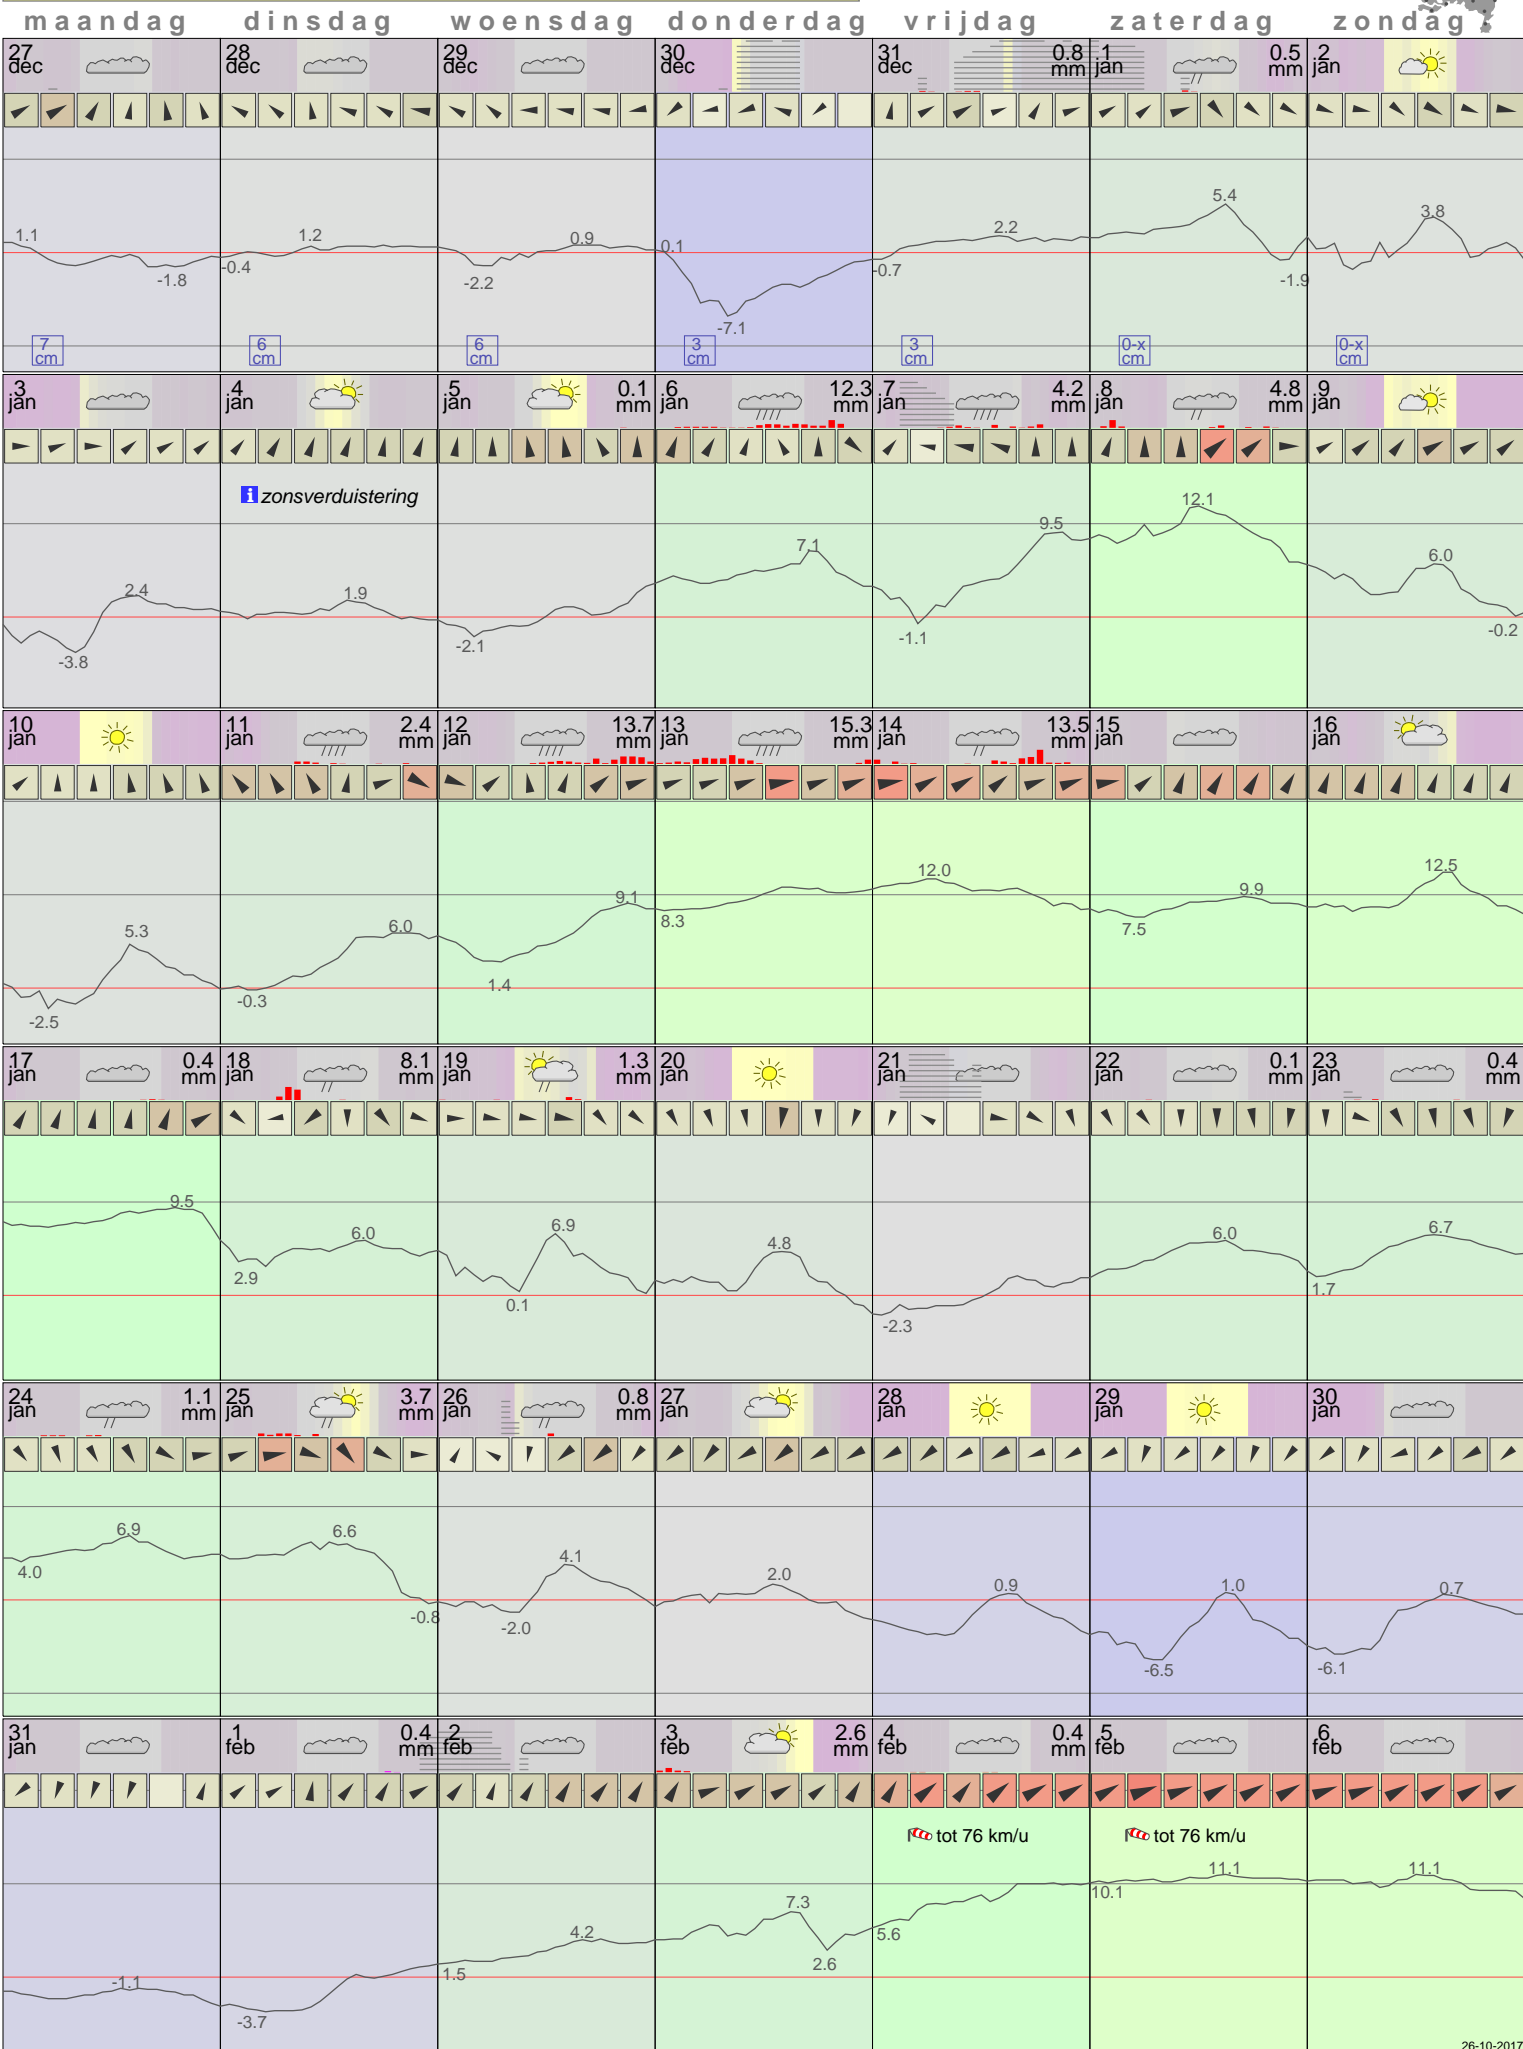 maandag dinsdag woensdag donderdag vrijdag zaterdag zondag
27 28 29 30 31 0.8 1 0.5 2
dec dec dec dec dec mm jan mm jan
5.4
3.8
1.1 1.2 0.9 0.1 2.2
-0.4 -0.7
-1.8 -2.2 -1.9
-7.1
7 6 6 3 3 0-x 0-x
cm cm cm cm cm cm cm
3 4 5 0.1 6 12.3 7 4.2 8 4.8 9
jan jan jan mm jan mm jan mm jan mm jan
i zonsverduistering 12.1
9.5
7.1 6.0
2.4 1.9
-2.1 -1.1 -0.2
-3.8
10 11 2.4 12 13.7 13 15.3 14 13.5 15 16
jan jan mm jan mm jan mm jan mm jan jan
12.0 12.5
9.1 9.9
5.3 6.0 8.3 7.5
-0.3 1.4
-2.5
17 0.4 18 8.1 19 1.3 20 21 22 0.1 23 0.4
jan mm jan mm jan mm jan jan jan mm jan mm
9.5
6.0 6.9 4.8 6.0 6.7
2.9 0.1 1.7
-2.3
24 1.1 25 3.7 26 0.8 27 28 29 30
jan mm jan mm jan mm jan jan jan jan
6.9 6.6
4.0 4.1 2.0 0.9 1.0 0.7
-0.8 -2.0
-6.5 -6.1
31 1 0.4 2 3 2.6 4 0.4 5 6
jan feb mm feb feb mm feb mm feb feb
tot 76 km/u tot 76 km/u
11.1 11.1
10.1
7.3
4.2 5.6
-1.1 1.5 2.6
-3.7
26-10-2017